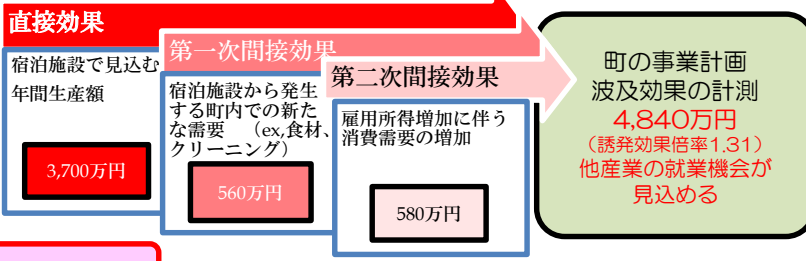 直接効果
宿泊施設で見込む
年間生産額
3,700万円
第一次間接効果
宿泊施設から発生
する町内での新た
な需要　（ex,食材、
クリーニング）
560万円
第二次間接効果
雇用所得増加に伴う
消費需要の増加
580万円
町の事業計画
波及効果の計測
4,840万円
（誘発効果倍率1.31）
他産業の就業機会が
見込める